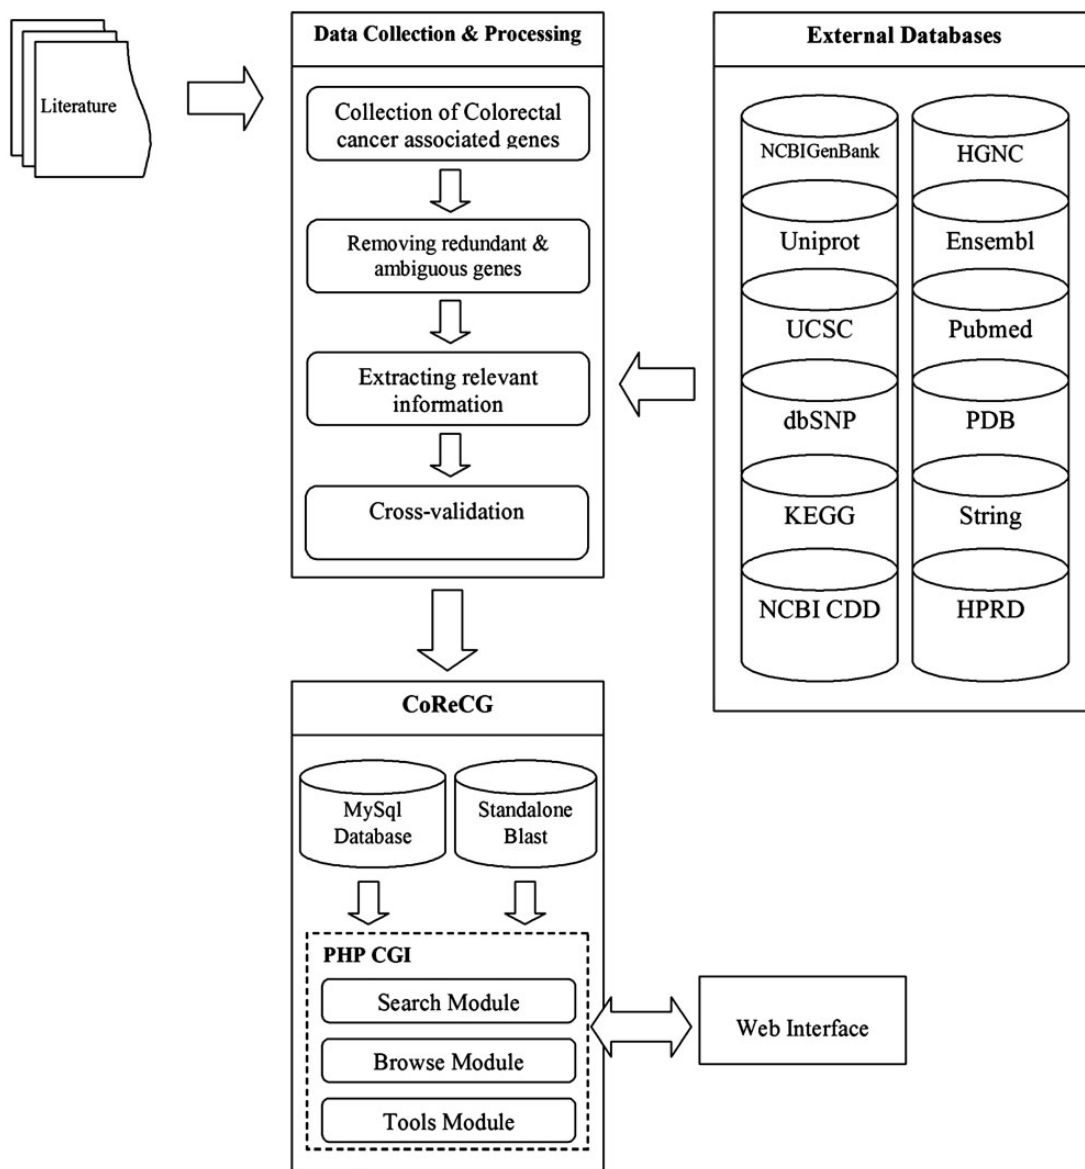 Literature
Data Collection & Processing
Collection of Colorectal
cancer associated genes
Removing redundant &
ambiguous genes
Extracting relevant
information
Cross-validation
External Databases
NCBIGenBank
HGNC
Uniprot
Ensembl
UCSC
Pubmed
dbSNP
PDB
KEGG
String
NCBI CDD
HPRD
CoReCG
MySql
Database
Standalone
Blast
PHP CGI
Search Module
Browse Module
Tools Module
Web Interface